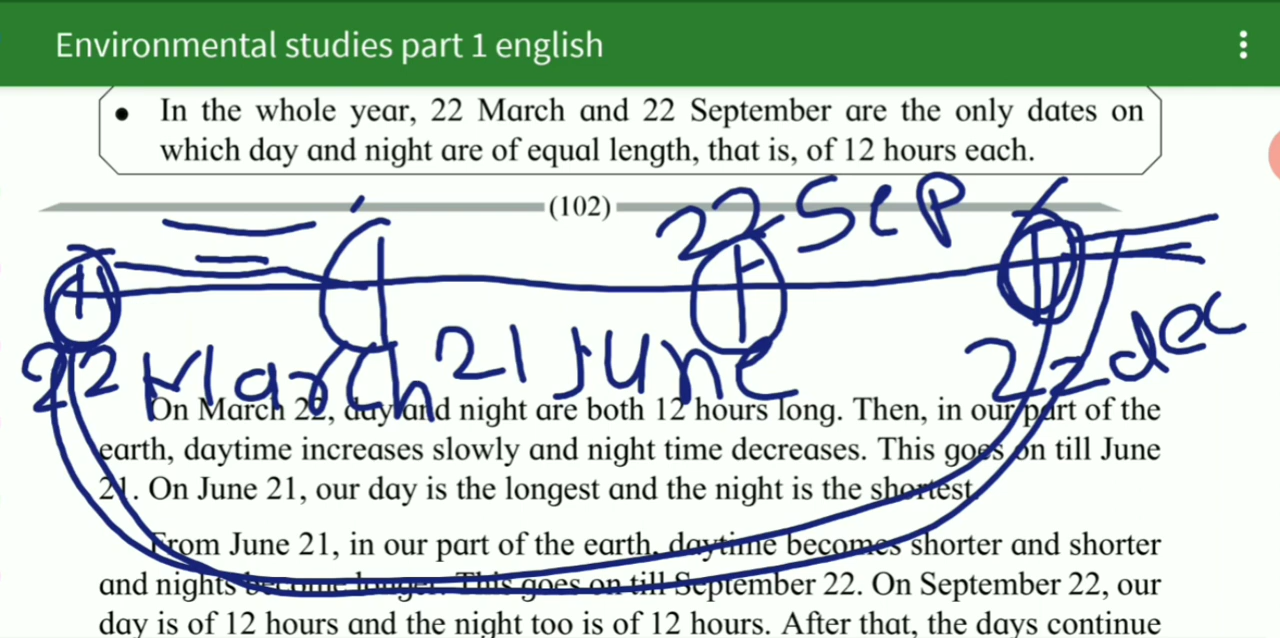 Environmental studies part 1 english
• In the whole year, 22 March and 22 September are the only dates on
which day and night are of equal length, that is, of 12 hours each.
(102)
22 Sep
22 March 21 June 22 dec
On March 22, day and night are both 12 hours long. Then, in our part of the
earth, daytime increases slowly and night time decreases. This goes on till June
21. On June 21, our day is the longest and the night is the shortest.
From June 21, in our part of the earth, daytime becomes shorter and shorter
and nights become longer. This goes on till September 22. On September 22, our
day is of 12 hours and the night too is of 12 hours. After that, the days continue